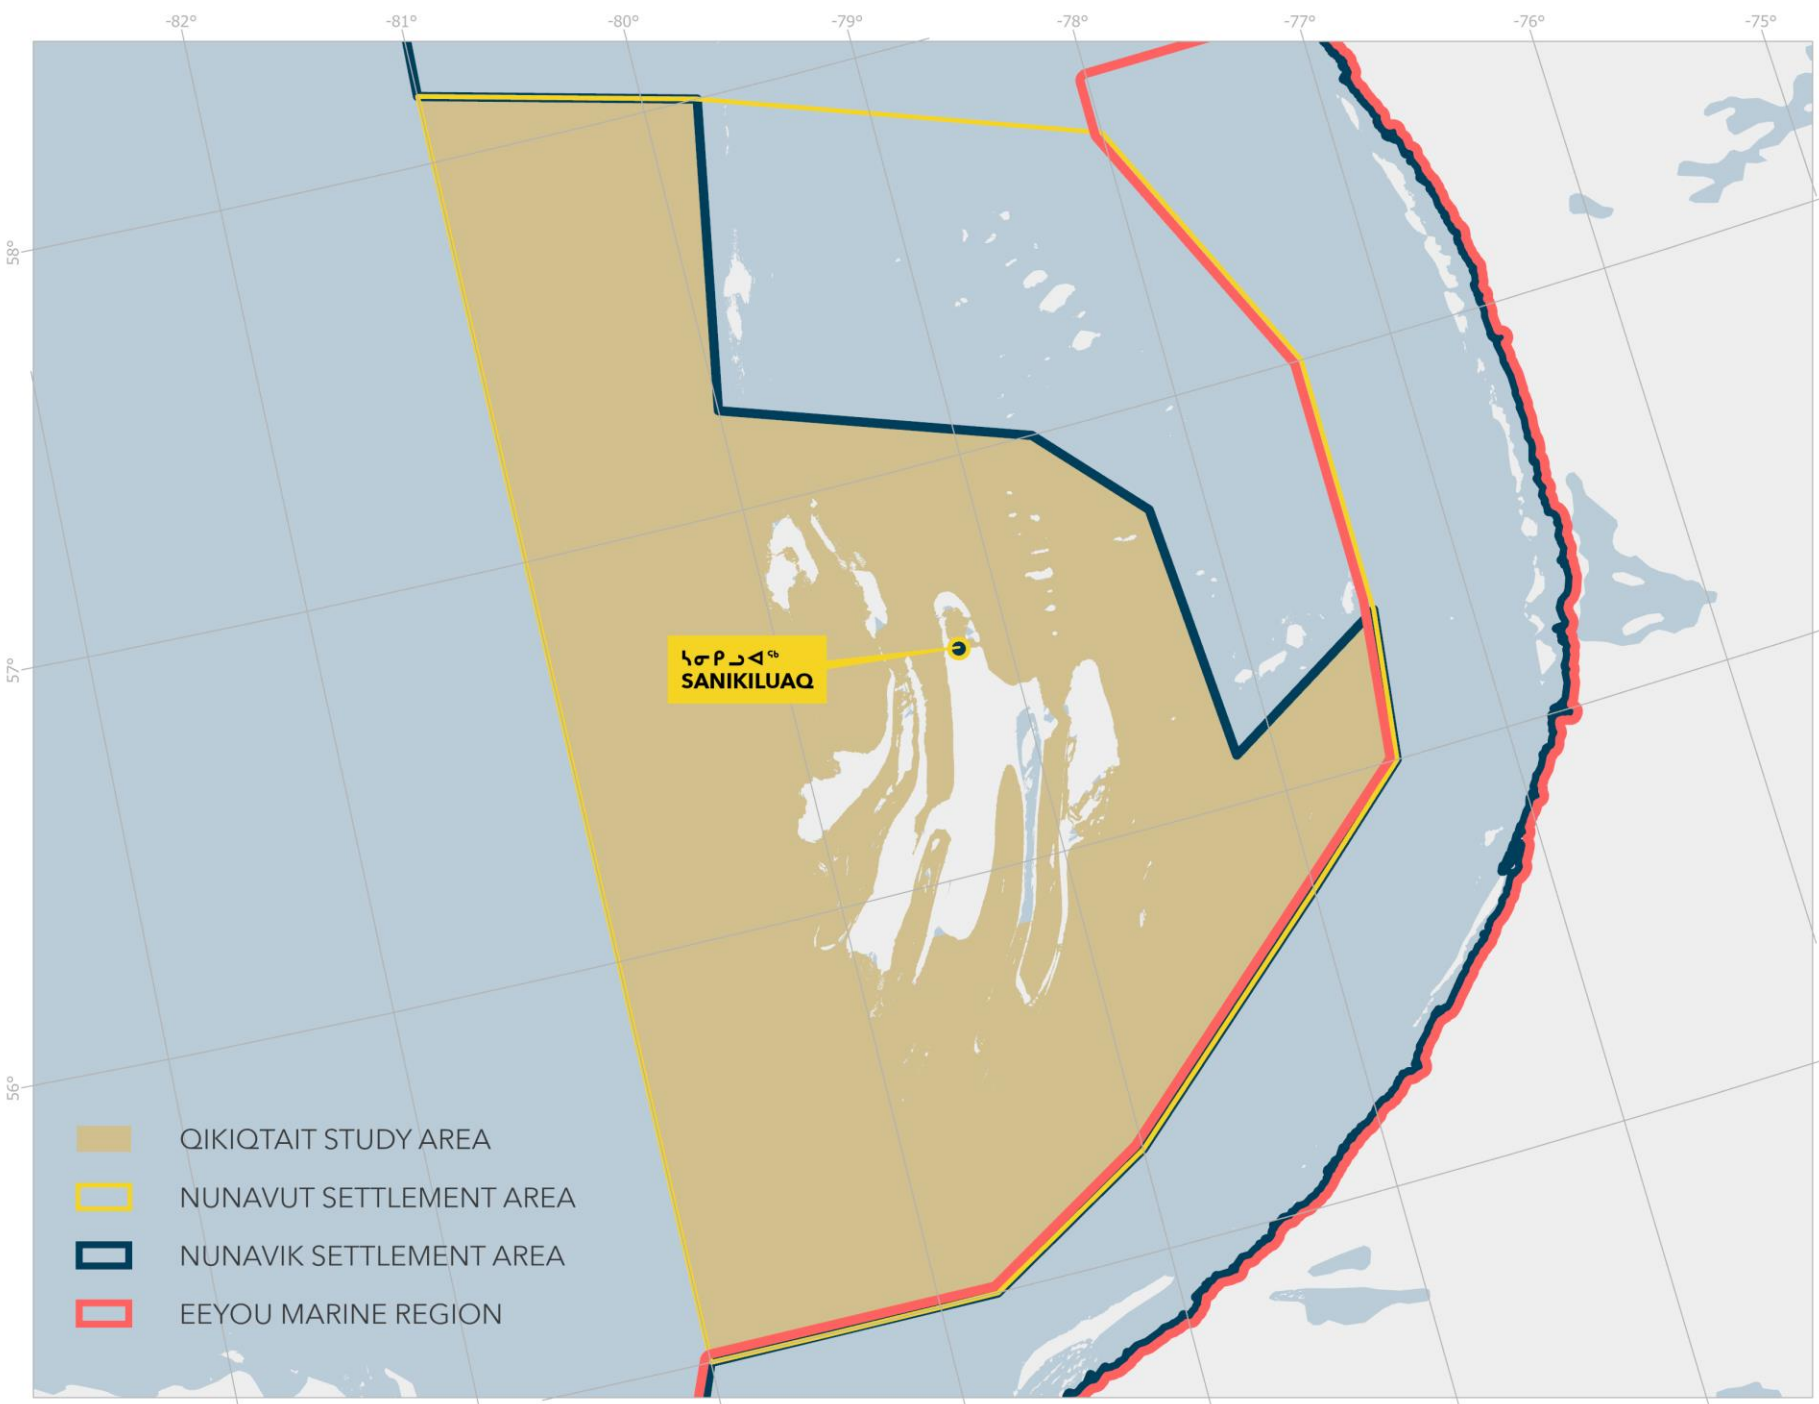 -82° -81° -80° -79° -78° -77° -76° -75°
58°
57°
56°
ᓴᓂᑭᓗᐊᖅ
SANIKILUAQ
QIKIQTAIT STUDY AREA
NUNAVUT SETTLEMENT AREA
NUNAVIK SETTLEMENT AREA
EEYOU MARINE REGION